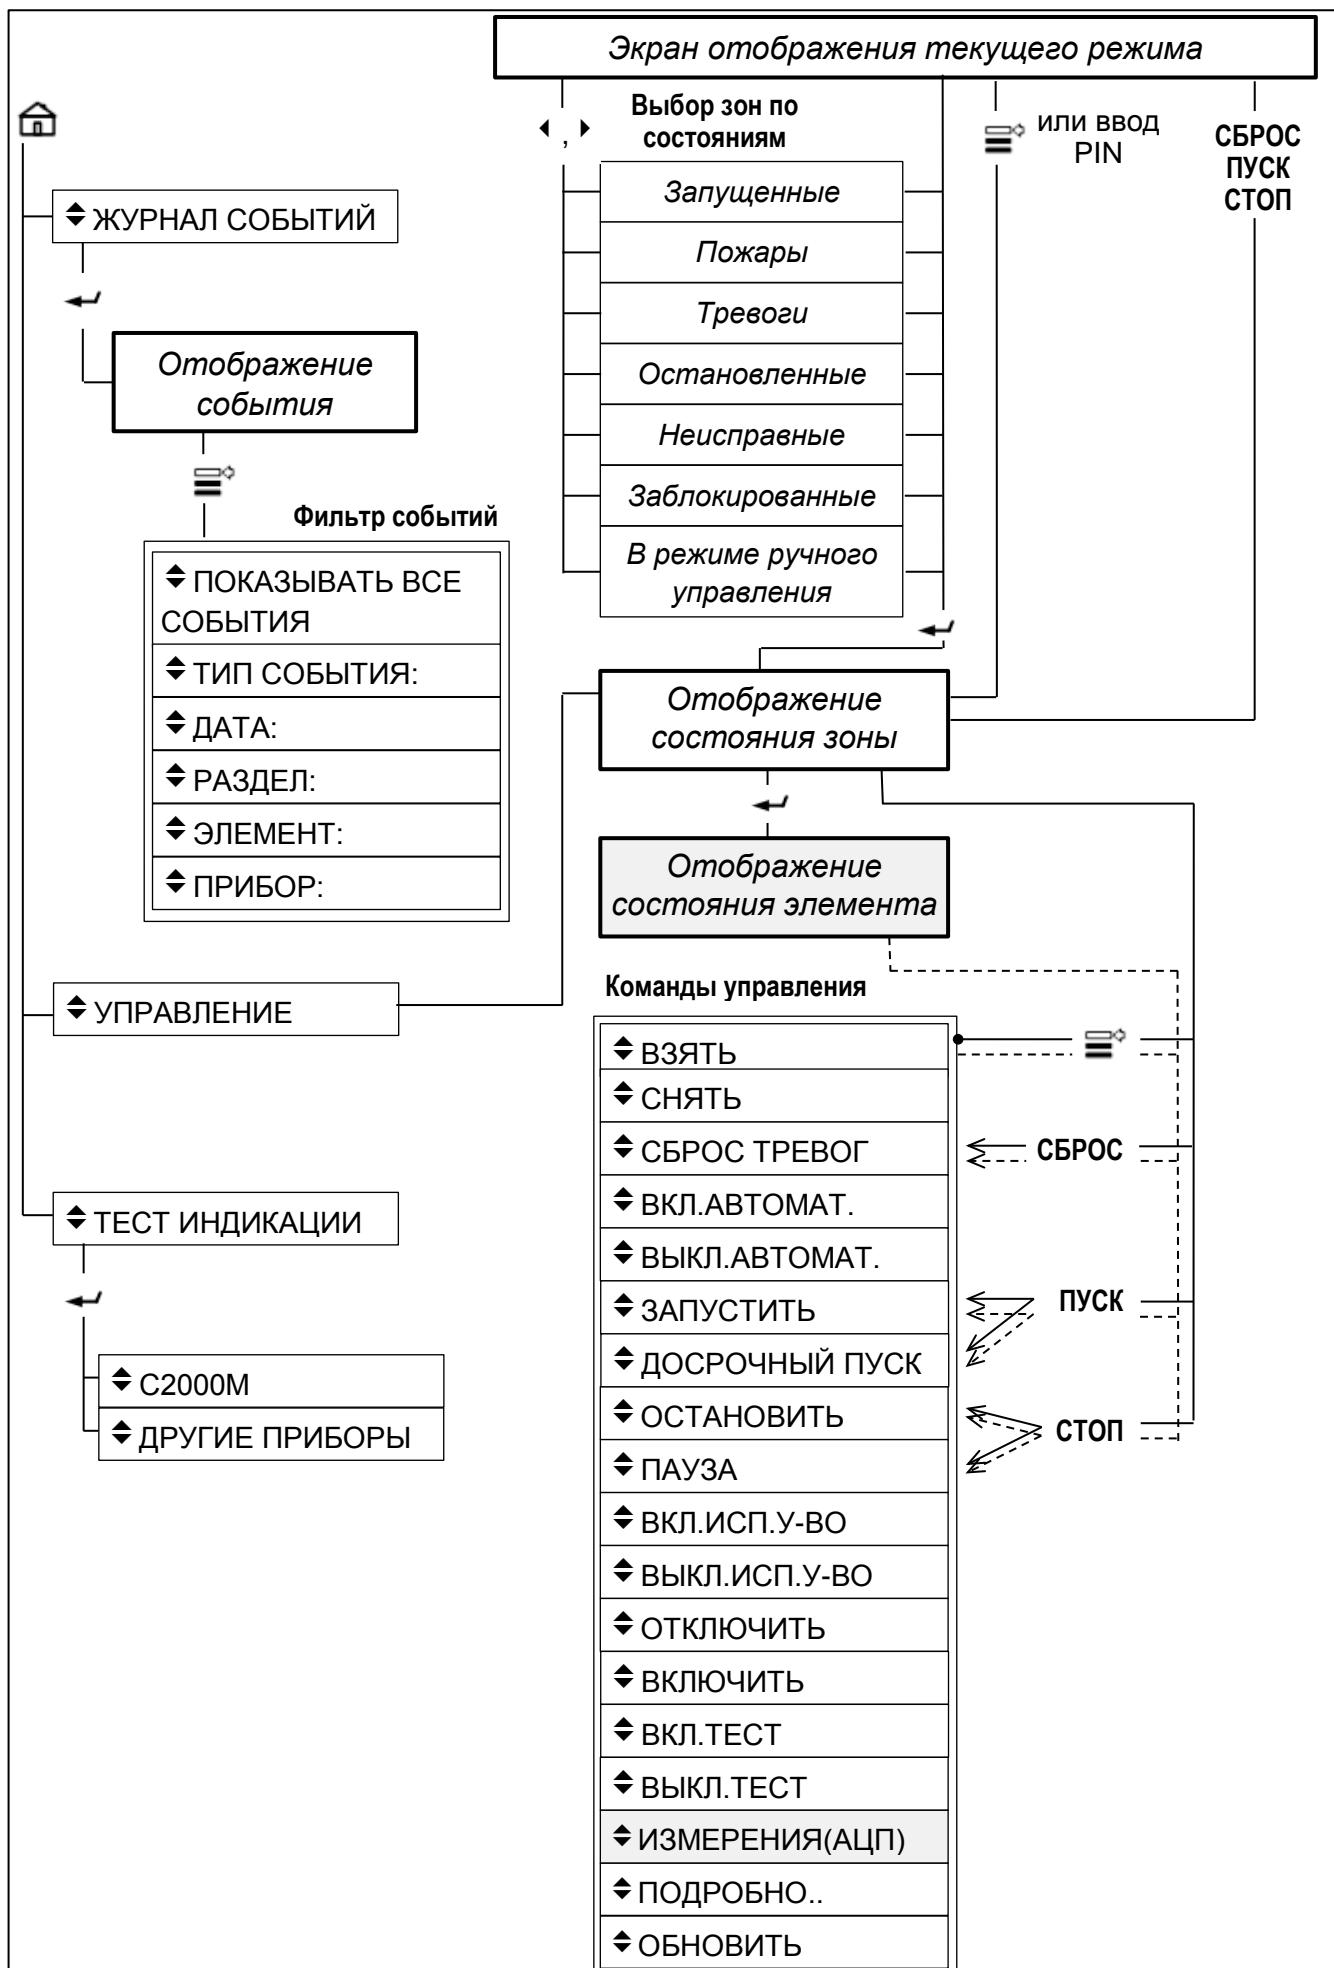 Экран отображения текущего режима
Выбор зон по
состояниям
,
или ввод
PIN
СБРОС
ПУСК
СТОП
Запущенные
Пожары
Тревоги
Остановленные
Неисправные
Заблокированные
В режиме ручного
управления
ЖУРНАЛ СОБЫТИЙ
Отображение
события
Фильтр событий
ПОКАЗЫВАТЬ ВСЕ
СОБЫТИЯ
ТИП СОБЫТИЯ:
ДАТА:
РАЗДЕЛ:
ЭЛЕМЕНТ:
ПРИБОР:
Отображение
состояния зоны
Отображение
состояния элемента
УПРАВЛЕНИЕ
Команды управления
ВЗЯТЬ
СНЯТЬ
СБРОС ТРЕВОГ
СБРОС
ВКЛ.АВТОМАТ.
ВЫКЛ.АВТОМАТ.
ЗАПУСТИТЬ
ПУСК
ДОСРОЧНЫЙ ПУСК
ОСТАНОВИТЬ
СТОП
ПАУЗА
ВКЛ.ИСП.У-ВО
ВЫКЛ.ИСП.У-ВО
ОТКЛЮЧИТЬ
ВКЛЮЧИТЬ
ВКЛ.ТЕСТ
ВЫКЛ.ТЕСТ
ИЗМЕРЕНИЯ(АЦП)
ПОДРОБНО..
ОБНОВИТЬ
ТЕСТ ИНДИКАЦИИ
С2000М
ДРУГИЕ ПРИБОРЫ